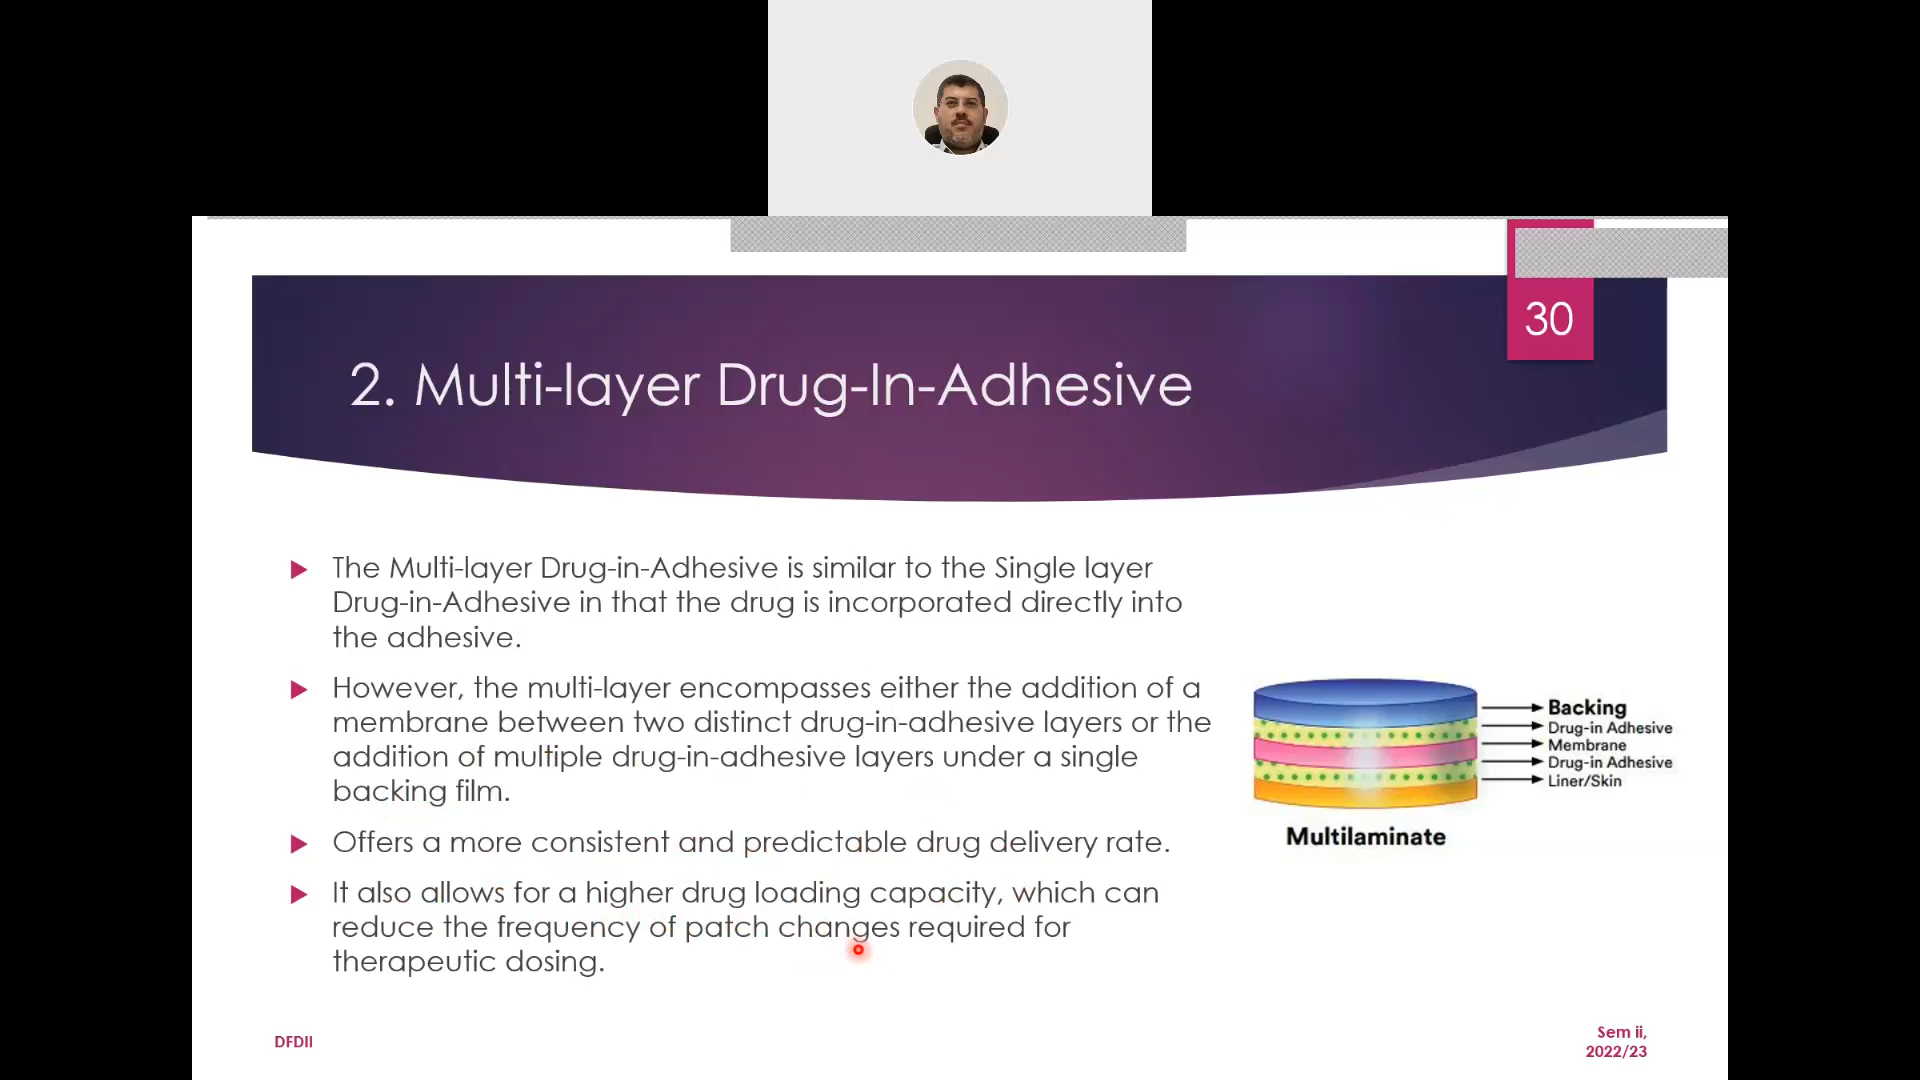 30
2. Multi-layer Drug-In-Adhesive
The Multi-layer Drug-in-Adhesive is similar to the Single layer
Drug-in-Adhesive in that the drug is incorporated directly into
the adhesive.
However, the multi-layer encompasses either the addition of a
membrane between two distinct drug-in-adhesive layers or the
addition of multiple drug-in-adhesive layers under a single
backing film.
Offers a more consistent and predictable drug delivery rate.
It also allows for a higher drug loading capacity, which can
reduce the frequency of patch changes required for
therapeutic dosing.
Backing
Drug-in Adhesive
Membrane
Drug-in Adhesive
Liner/Skin
Multilaminate
DFDII
Sem ii,
2022/23